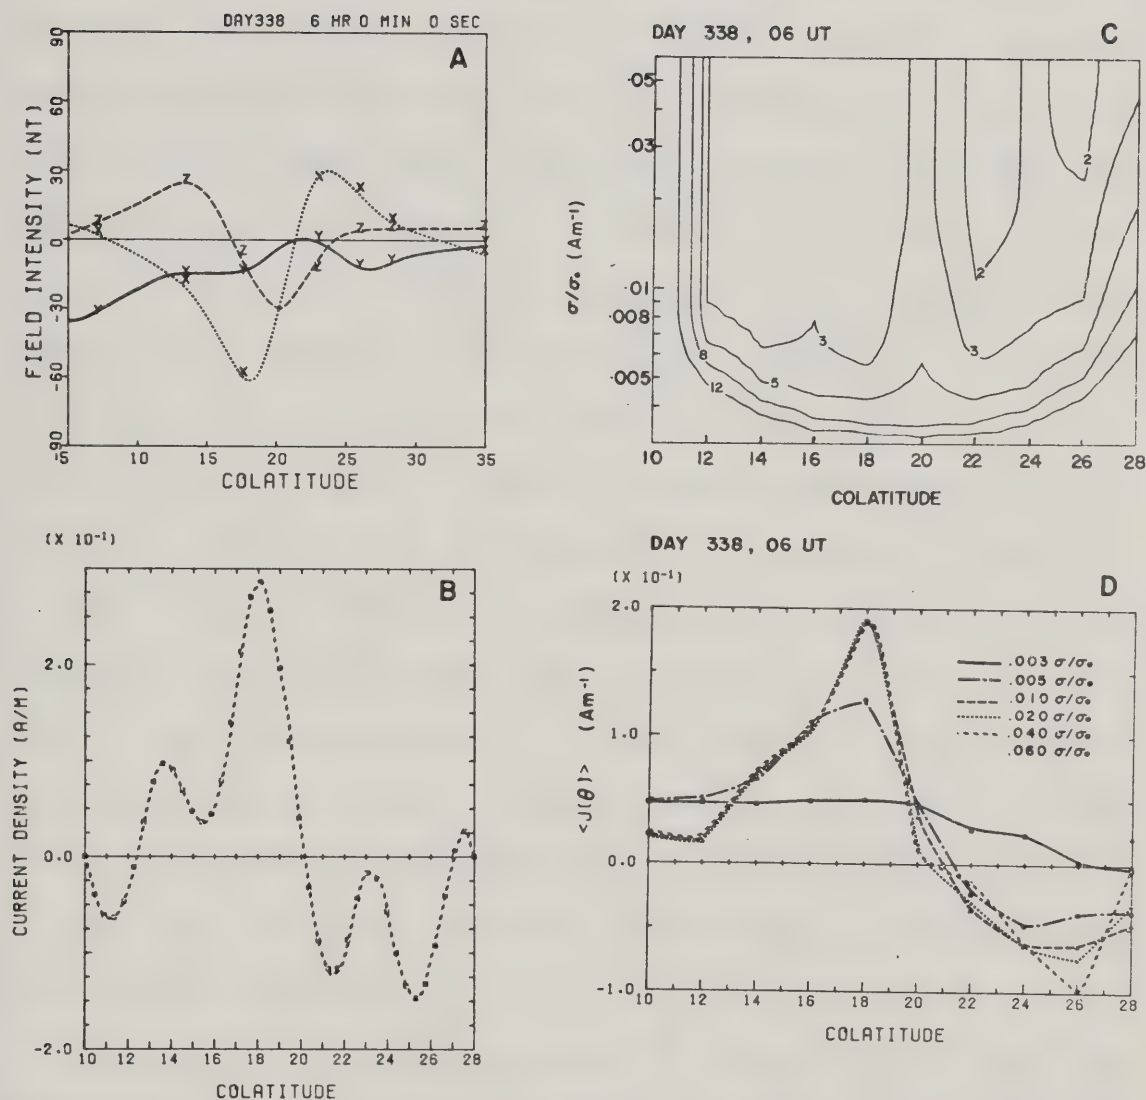 DAY338 6 HR 0 MIN 0 SEC
A
FIELD INTENSITY (NT)
90
60
30
0
-30
-60
-90
Z
Z
Z
Z
Z
Z
X
X
X
X
X
X
Y
Y
Y
Y
5 10 15 20 25 30 35
COLATITUDE
DAY 338, 06 UT
C
σ/σ₀ (Am⁻¹)
.05
.03
.01
.008
.005
12
8
5
3
3
2
2
10 12 14 16 18 20 22 24 26 28
COLATITUDE
(X 10⁻¹)
B
CURRENT DENSITY (A/M)
2.0
0.0
-2.0
10 12 14 16 18 20 22 24 26 28
COLATITUDE
DAY 338, 06 UT
(X 10⁻¹)
D
<J(θ)> (Am⁻¹)
2.0
1.0
0.0
-1.0
.003 σ/σ₀
.005 σ/σ₀
.010 σ/σ₀
.020 σ/σ₀
.040 σ/σ₀
.060 σ/σ₀
10 12 14 16 18 20 22 24 26 28
COLATITUDE